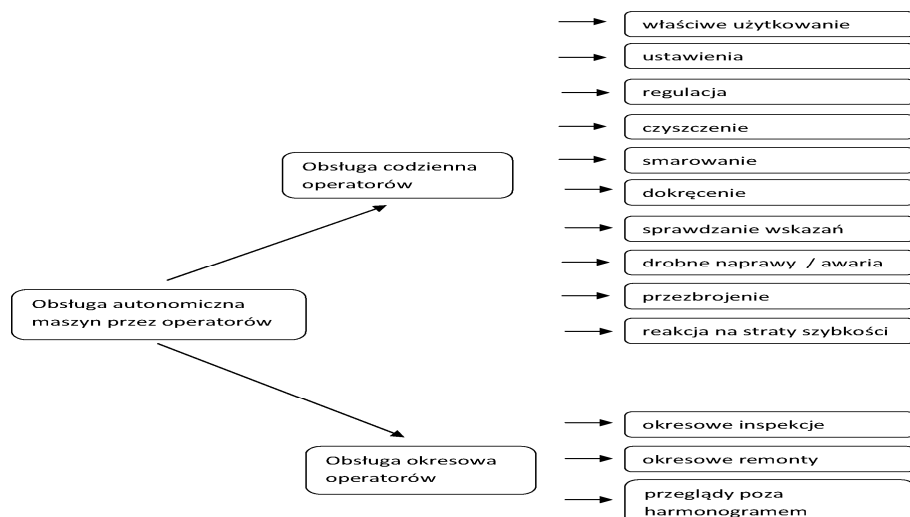 właściwe użytkowanie
ustawienia
regulacja
czyszczenie
smarowanie
dokręcenie
sprawdzanie wskazań
drobne naprawy / awaria
przezbrojenie
reakcja na straty szybkości
Obsługa codzienna
operatorów
Obsługa autonomiczna
maszyn przez operatorów
Obsługa okresowa
operatorów
okresowe inspekcje
okresowe remonty
przeglądy poza
harmonogramem